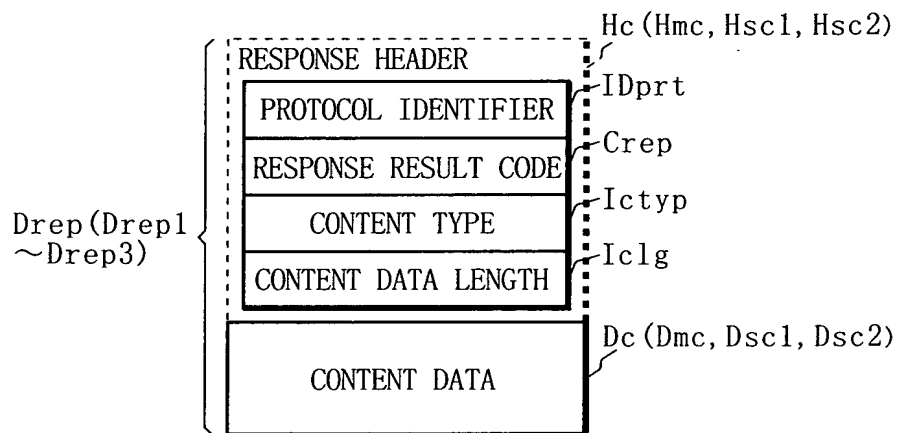 Hc(Hmc, Hsc1, Hsc2)
RESPONSE HEADER
IDprt
PROTOCOL IDENTIFIER
Crep
RESPONSE RESULT CODE
Ictyp
CONTENT TYPE
Drep(Drep1
~Drep3)
Iclg
CONTENT DATA LENGTH
Dc(Dmc, Dsc1, Dsc2)
CONTENT DATA